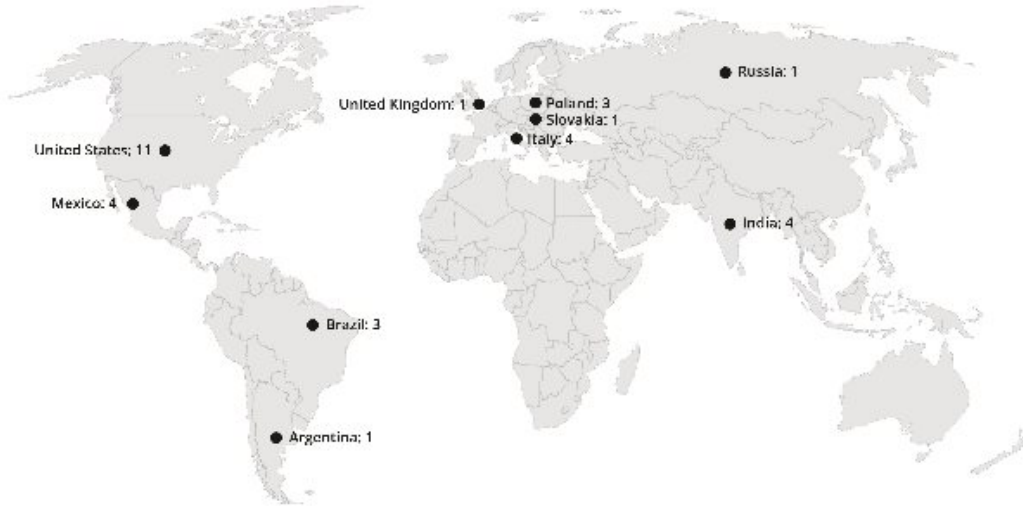 Russia: 1
United Kingdom: 1
Poland: 3
Slovakia: 1
Italy: 4
United States; 11
Mexico: 4
India; 4
Brazil: 3
Argentina; 1